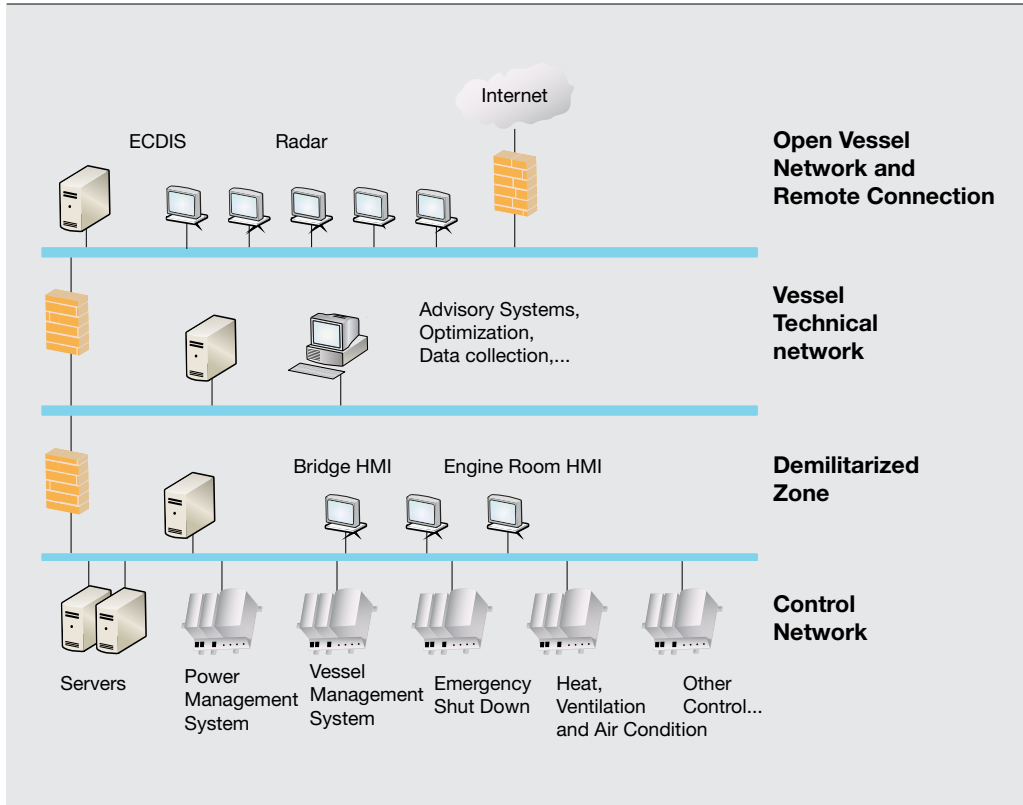 Internet
ECDIS
Radar
Open Vessel
Network and
Remote Connection
Advisory Systems,
Optimization,
Data collection,...
Vessel
Technical
network
Bridge HMI
Engine Room HMI
Demilitarized
Zone
Control
Network
Servers
Power
Management
System
Vessel
Management
System
Emergency
Shut Down
Heat,
Ventilation
and Air Condition
Other
Control...